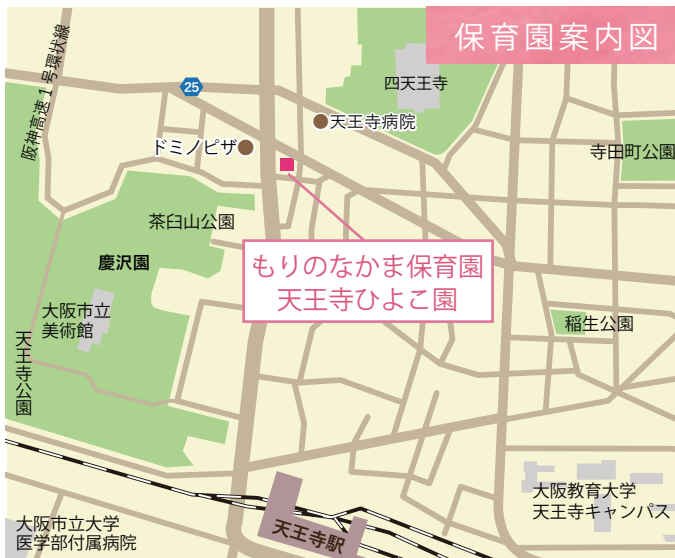 保育園案内図
阪神高速1号環状線
25
四天王寺
天王寺病院
ドミノピザ
寺田町公園
茶臼山公園
慶沢園
もりのなかま保育園
天王寺ひよこ園
大阪市立
美術館
稲生公園
天王寺公園
大阪教育大学
天王寺キャンパス
大阪市立大学
医学部付属病院
天王寺駅